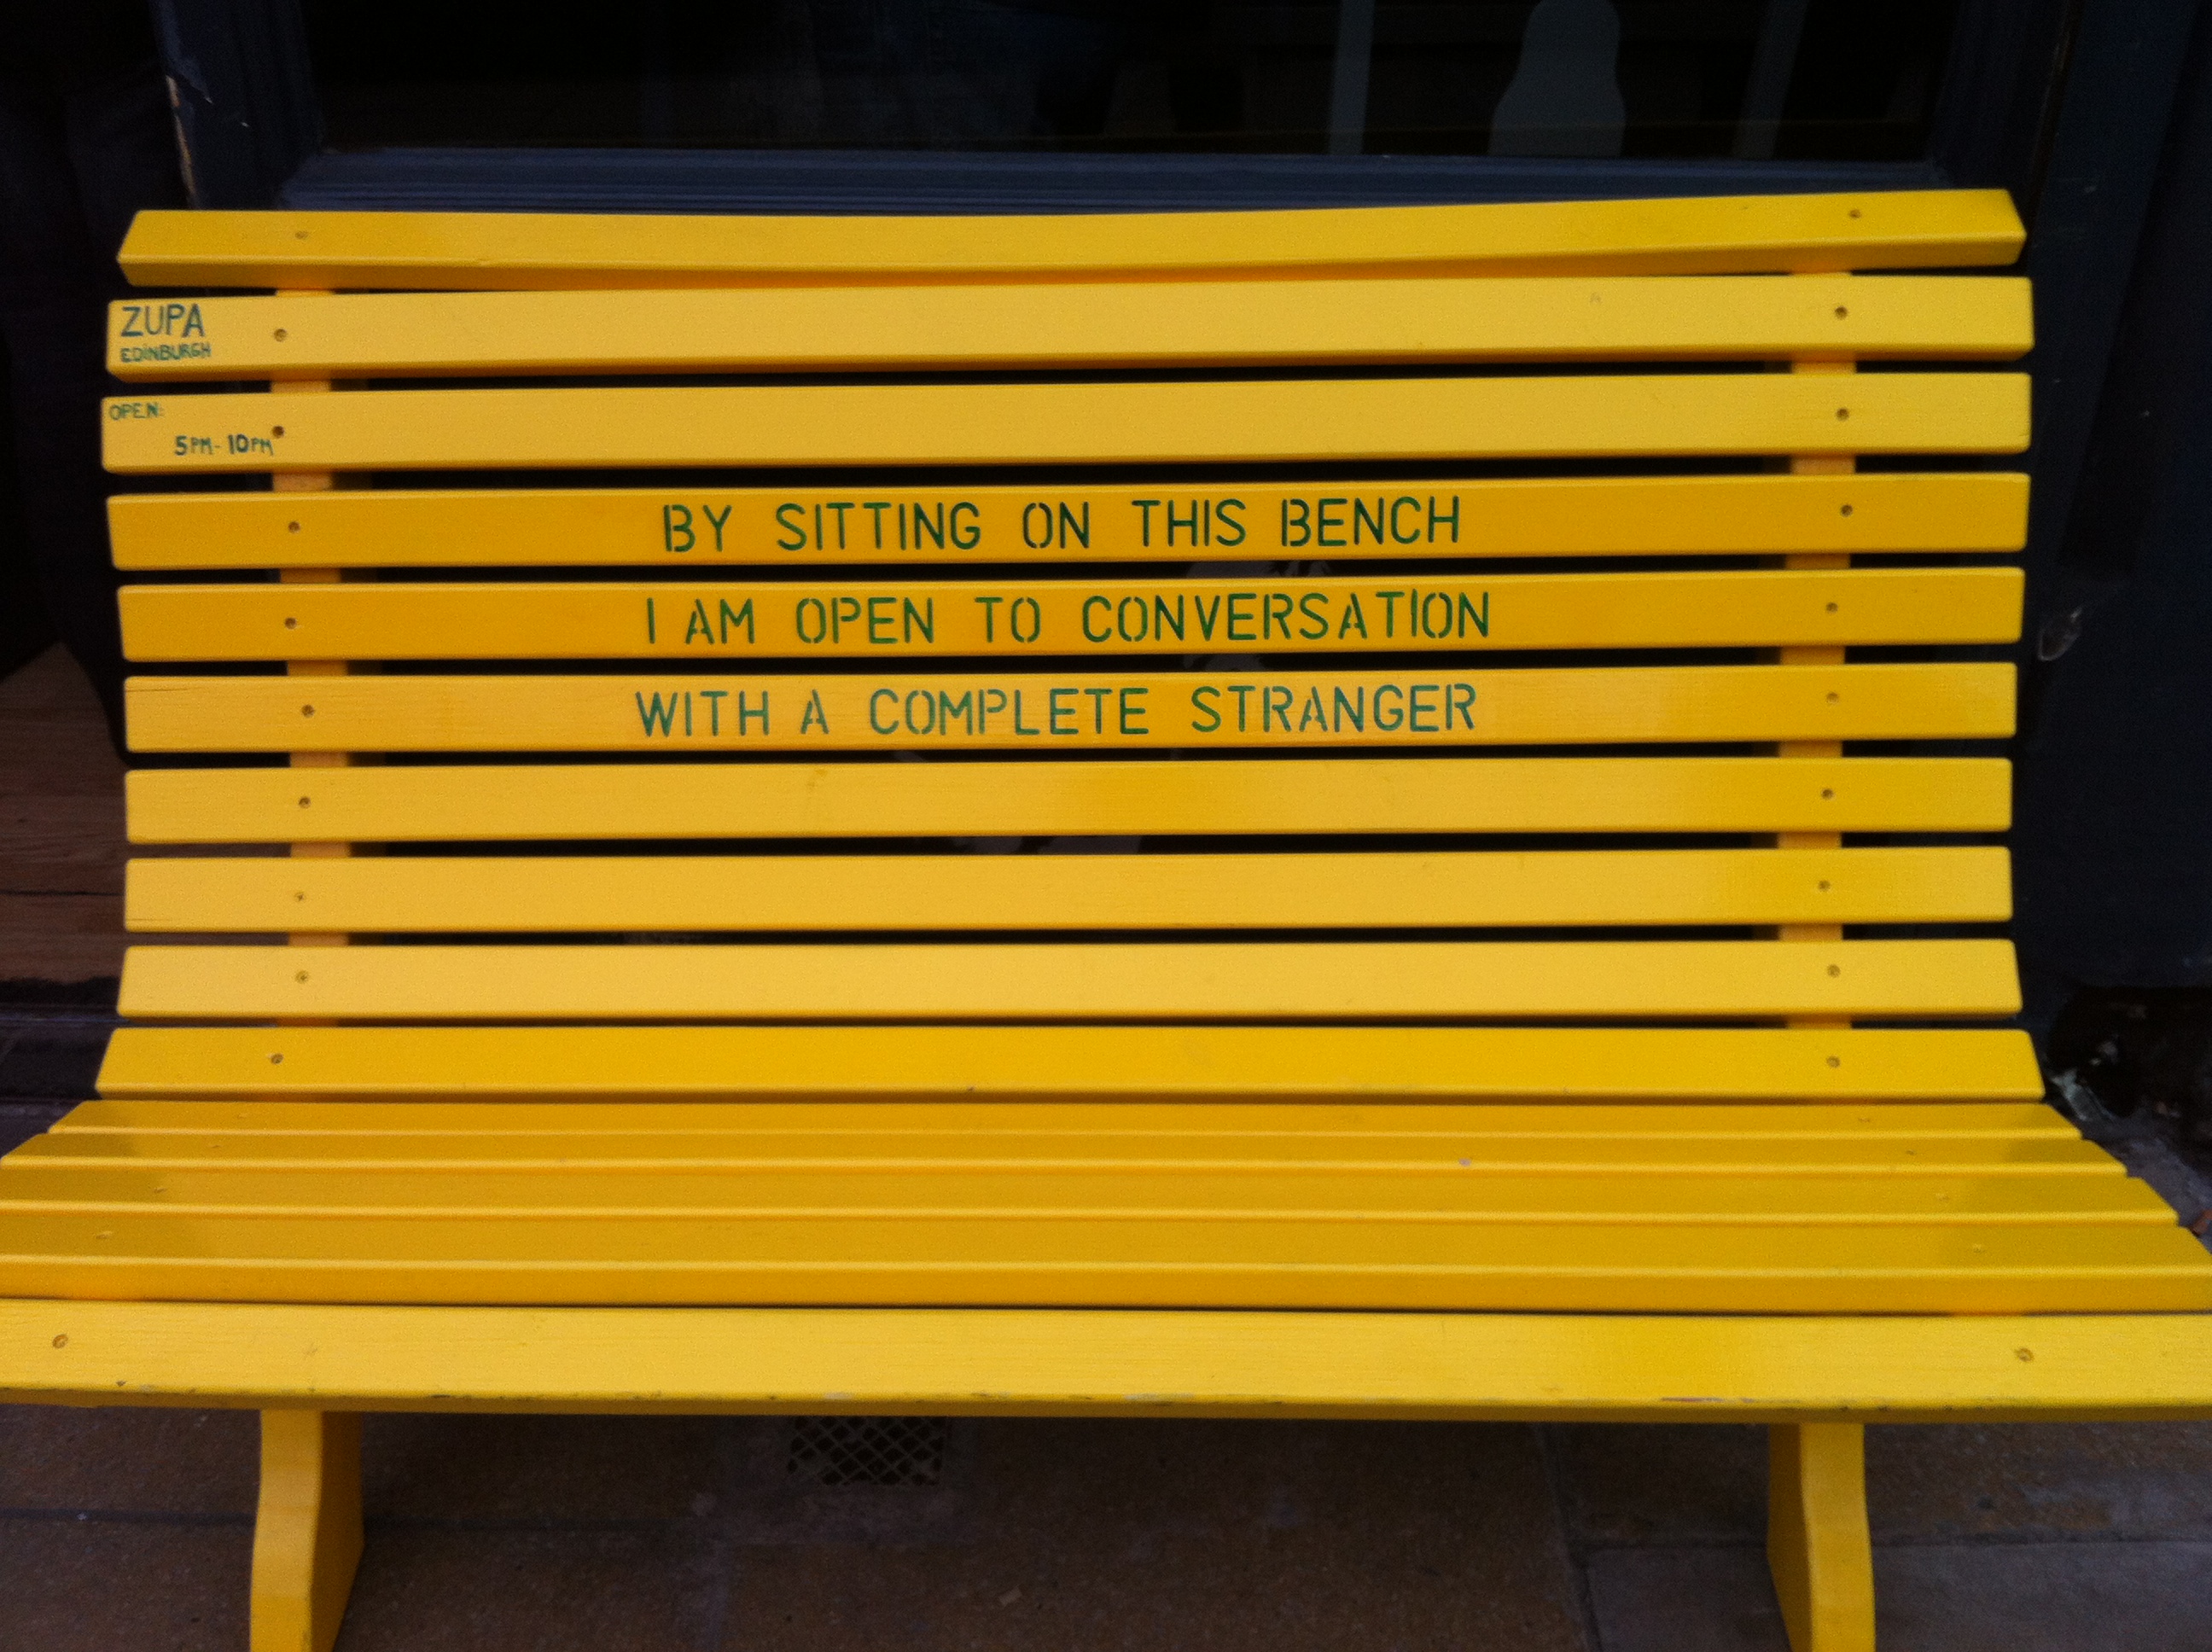 ZUPA
EDINBURGH
OPEN:
5PM-10PM
BY SITTING ON THIS BENCH
I AM OPEN TO CONVERSATION
WITH A COMPLETE STRANGER